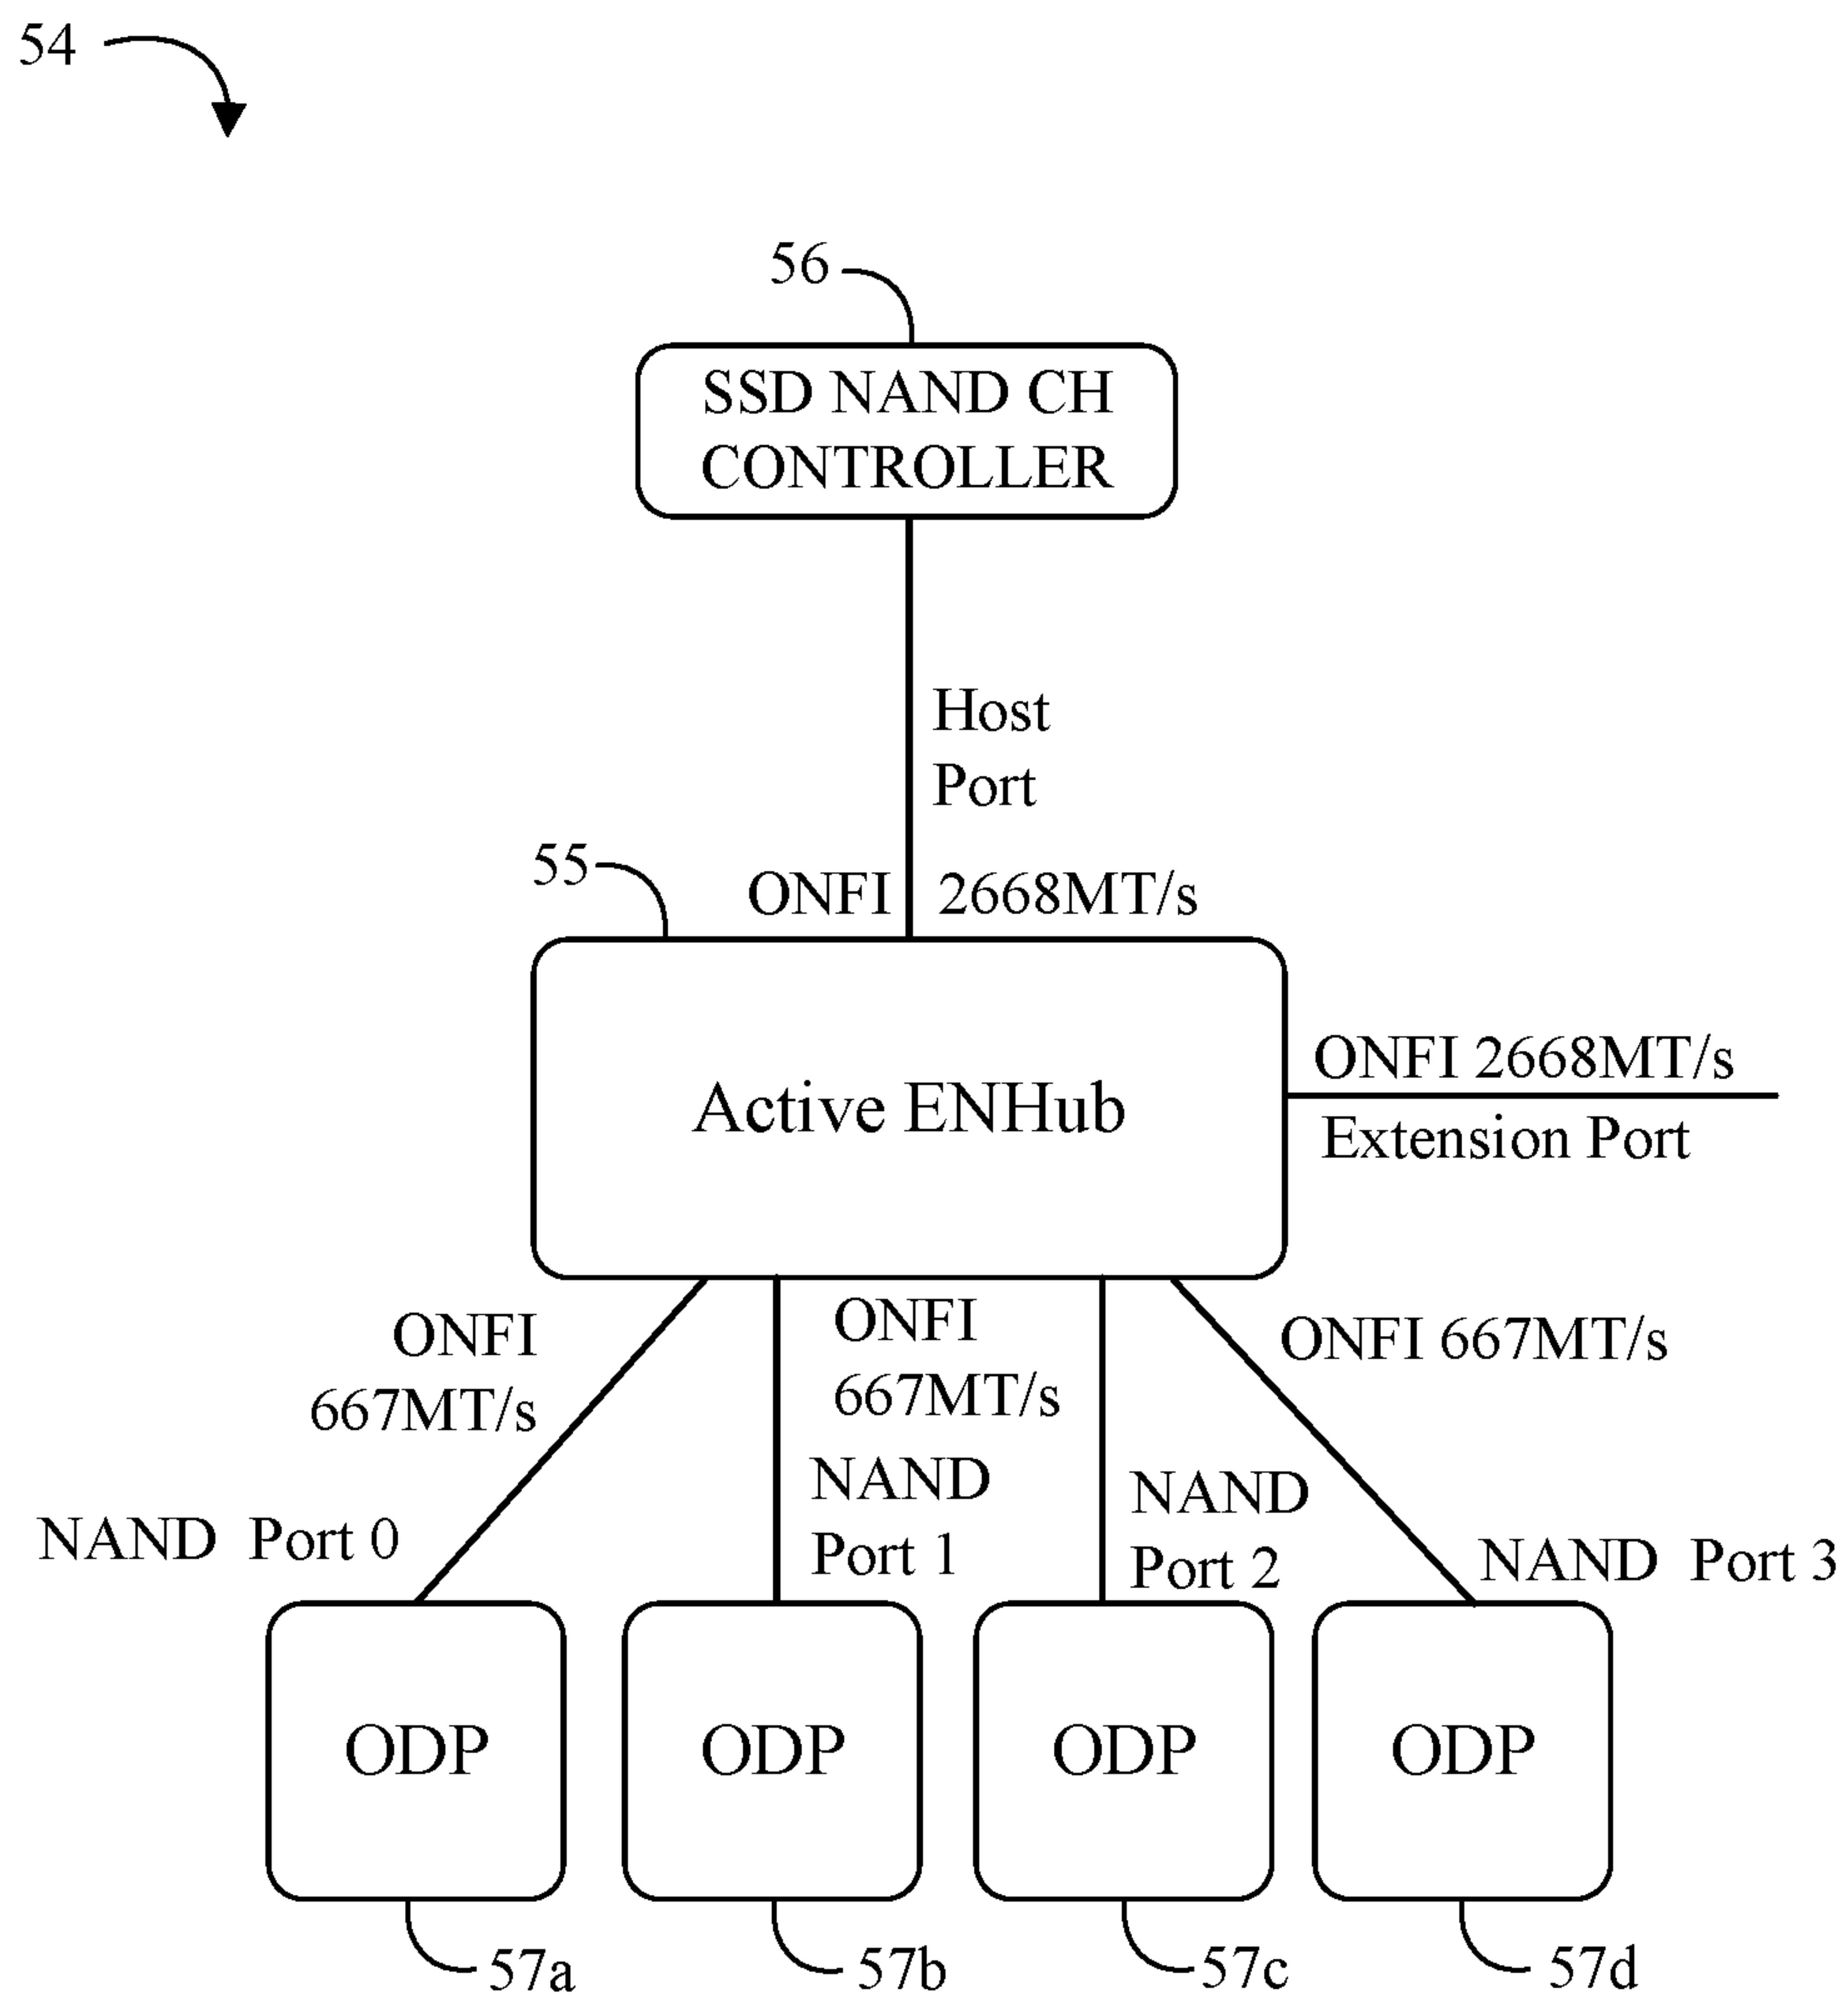 54
56
SSD NAND CH
CONTROLLER
Host
Port
55
ONFI 2668MT/s
ONFI 2668MT/s
Active ENHub
Extension Port
ONFI
667MT/s
ONFI
667MT/s
ONFI 667MT/s
NAND Port 0
NAND
Port 1
NAND
Port 2
NAND Port 3
ODP
ODP
ODP
ODP
57a
57b
57c
57d